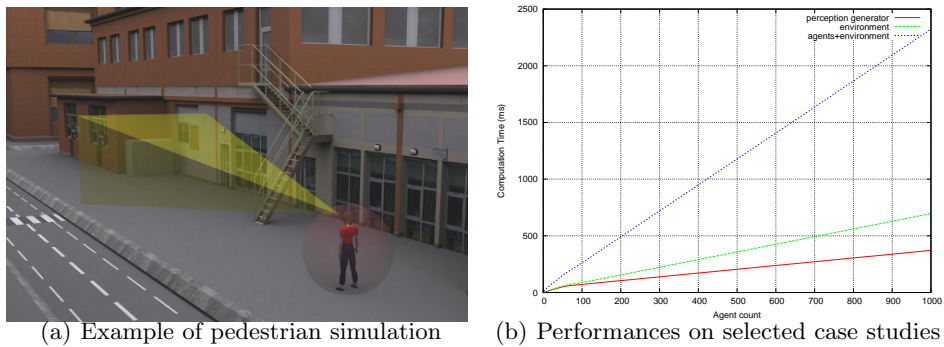 perception generator
environment
agents+environment
2500
2000
1500
1000
500
0
Computation Time (ms)
0 100 200 300 400 500 600 700 800 900 1000
Agent count
(a) Example of pedestrian simulation
(b) Performances on selected case studies